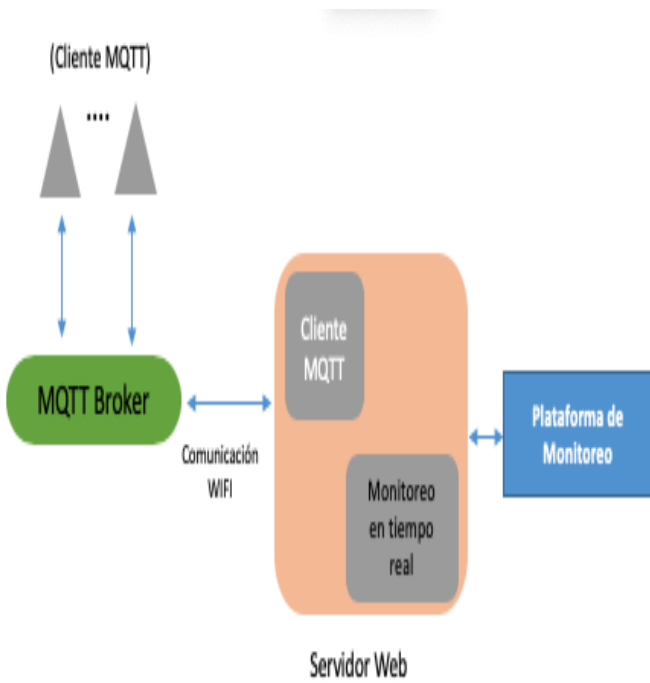 (Cliente MQTT)
....
Cliente
MQTT
MQTT Broker
Comunicación
WIFI
Plataforma de
Monitoreo
Monitoreo
en tiempo
real
Servidor Web